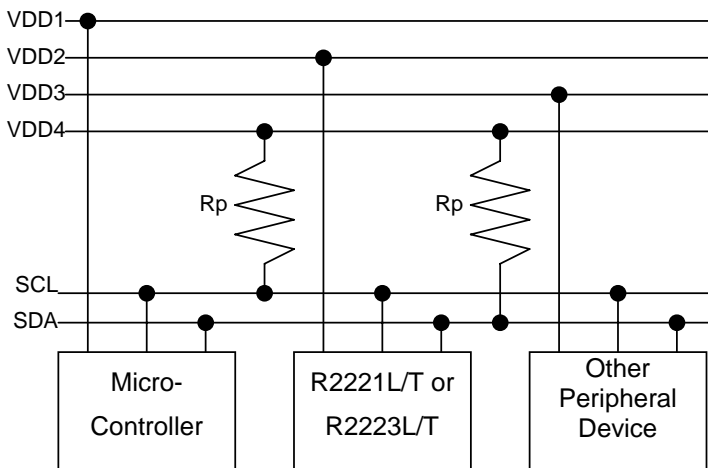 VDD1
VDD2
VDD3
VDD4
Rp
Rp
SCL
SDA
Micro-
Controller
R2221L/T or
R2223L/T
Other
Peripheral
Device